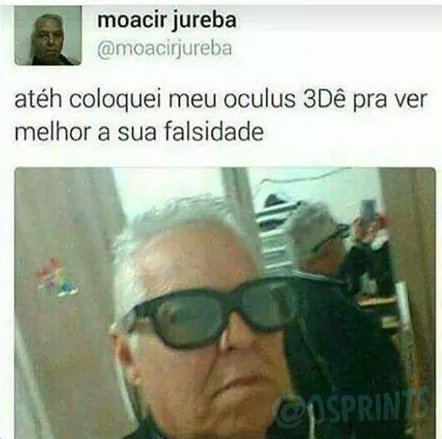 moacir jureba
@moacirjureba
atéh coloquei meu oculus 3Dê pra ver
melhor a sua falsidade
@OSPRINTS